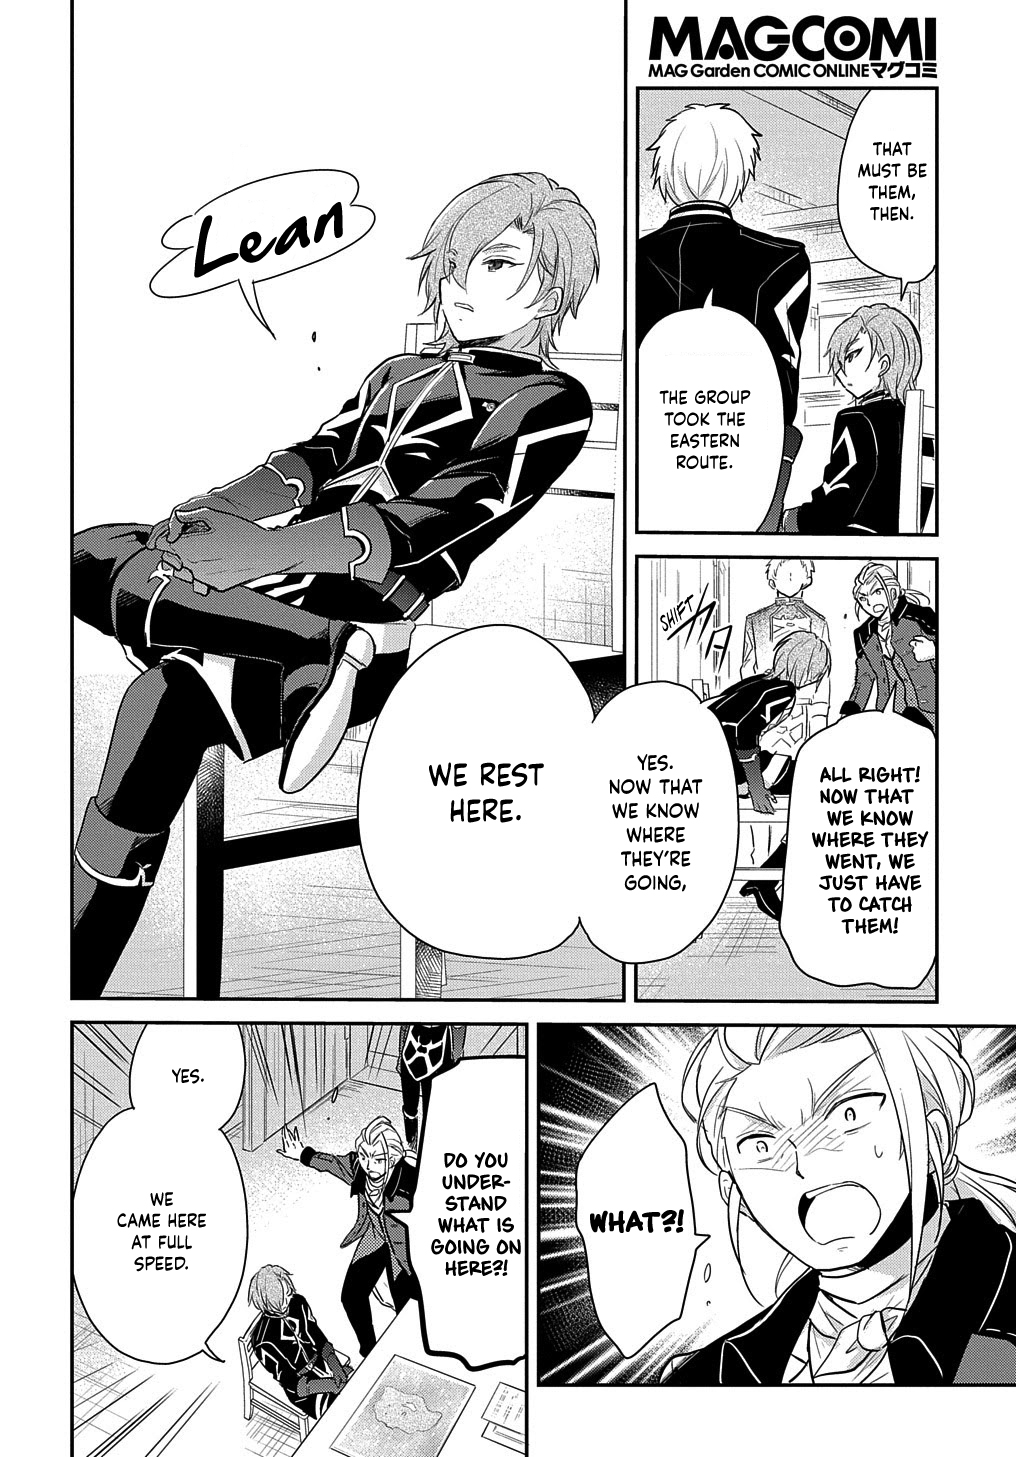 MAGCOMI
MAG Garden COMIC ONLINE マグコミ
THAT
MUST BE
THEM,
THEN.
THE GROUP
TOOK THE
EASTERN
ROUTE.
SHIFT
ALL RIGHT!
NOW THAT
WE KNOW
WHERE THEY
WENT, WE
JUST HAVE
TO CATCH
THEM!
Lean
YES.
NOW THAT
WE KNOW
WHERE
THEY'RE
GOING,
WE REST
HERE.
WHAT?!
DO YOU
UNDER-
STAND
WHAT IS
GOING ON
HERE?!
YES.
WE
CAME HERE
AT FULL
SPEED.